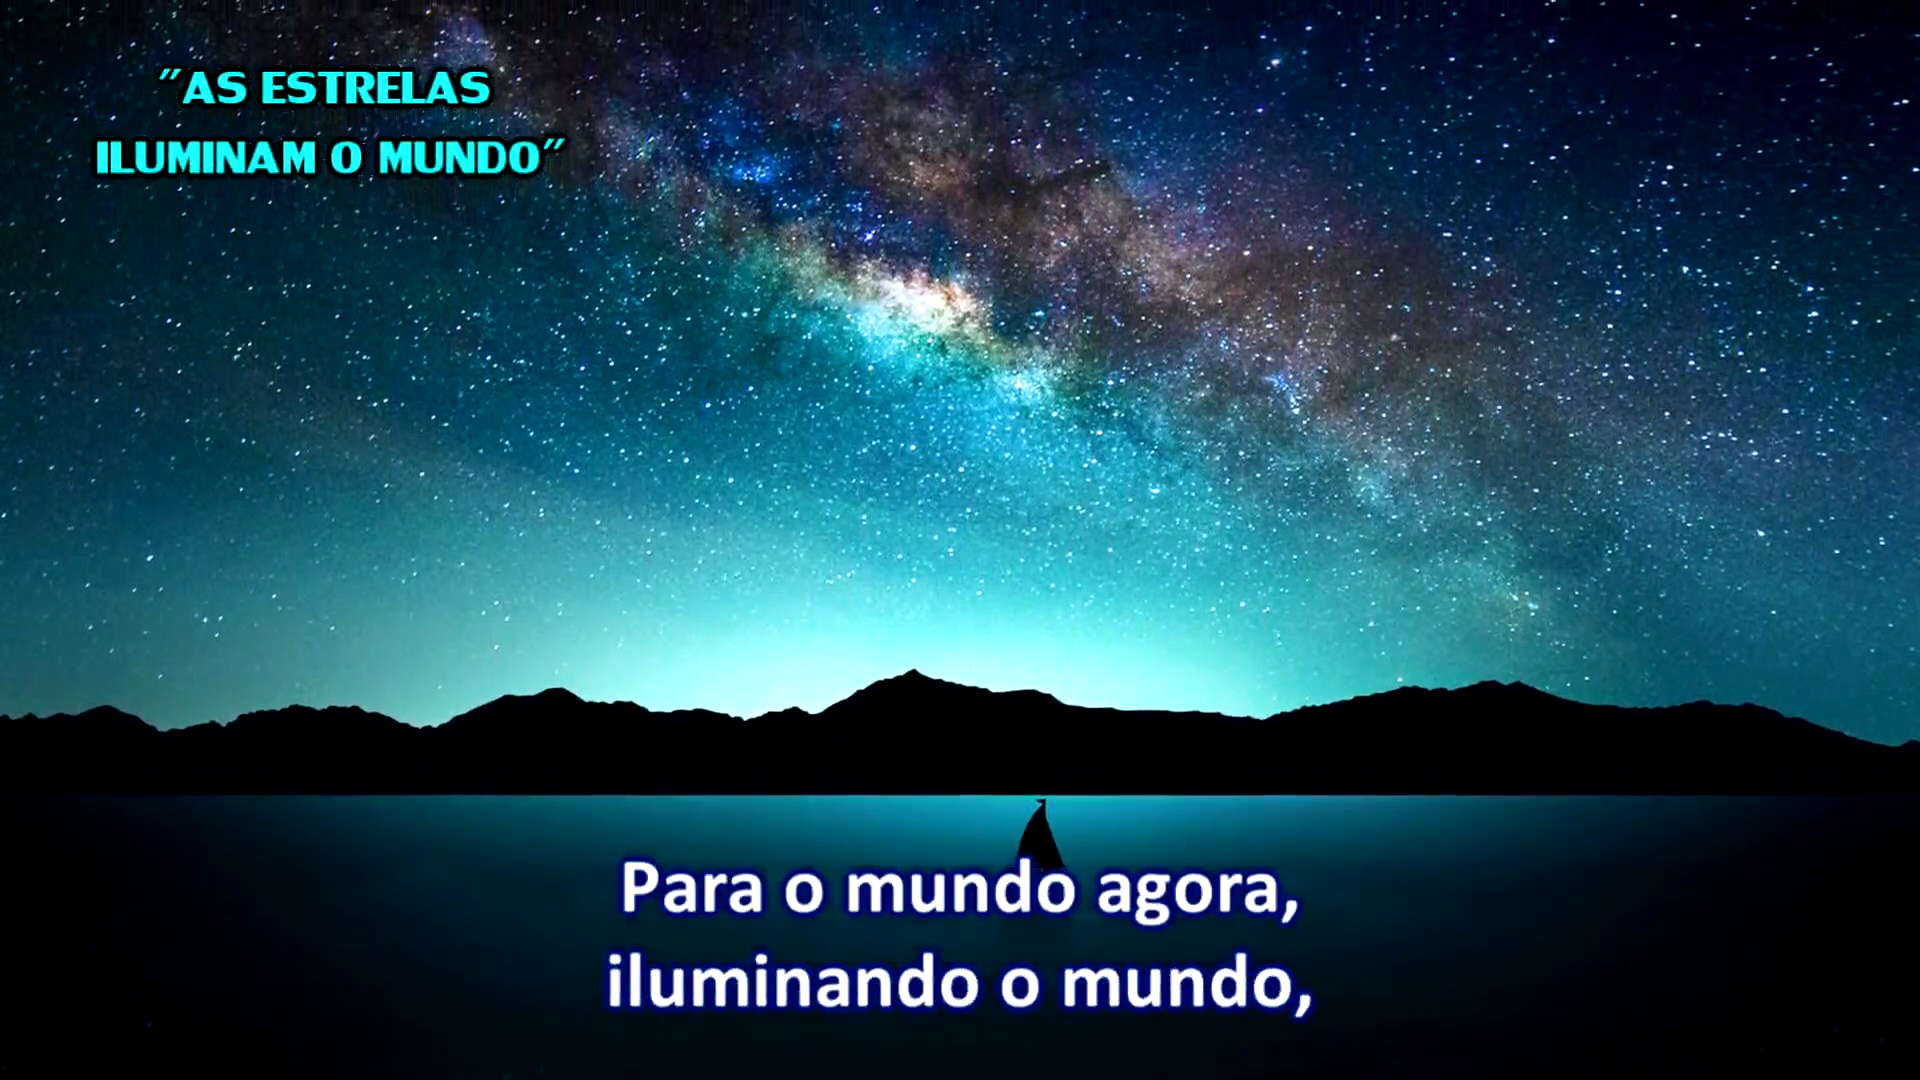 "AS ESTRELAS
ILUMINAM O MUNDO"
Para o mundo agora,
iluminando o mundo,